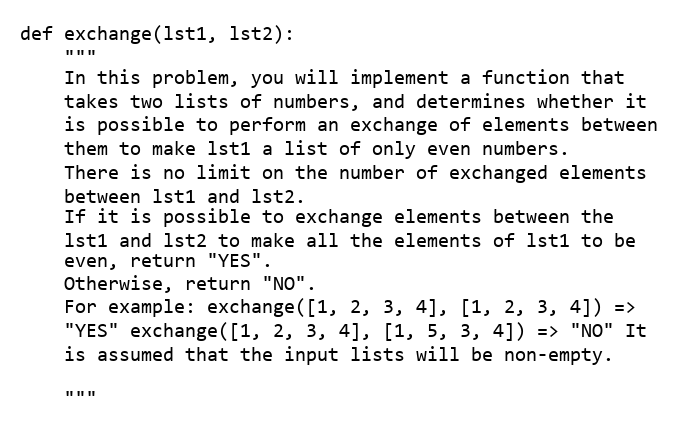 def exchange(lst1, lst2):
"""
In this problem, you will implement a function that
takes two lists of numbers, and determines whether it
is possible to perform an exchange of elements between
them to make lst1 a list of only even numbers.
There is no limit on the number of exchanged elements
between lst1 and lst2.
If it is possible to exchange elements between the
lst1 and lst2 to make all the elements of lst1 to be
even, return "YES".
Otherwise, return "NO".
For example: exchange([1, 2, 3, 4], [1, 2, 3, 4]) =>
"YES" exchange([1, 2, 3, 4], [1, 5, 3, 4]) => "NO" It
is assumed that the input lists will be non-empty.
"""